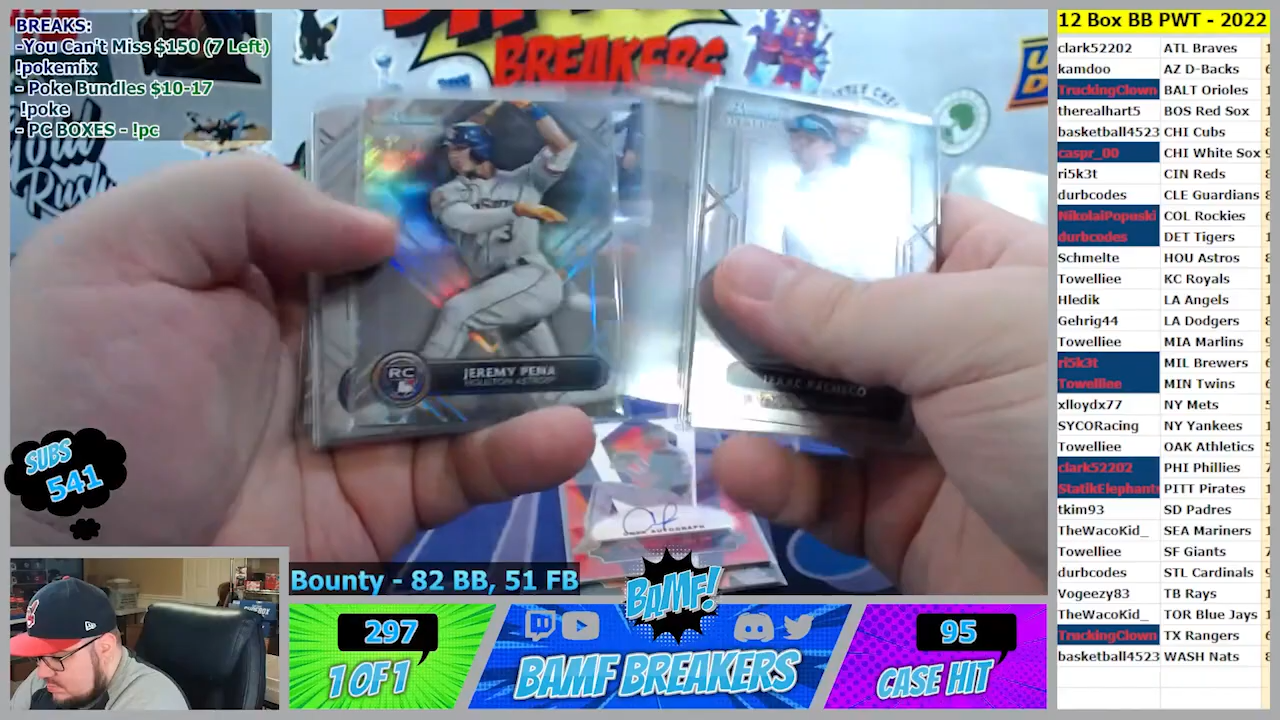 BREAKS:
-You Can't Miss $150 (7 Left)
!pokemix
- Poke Bundles $10-17
!poke
- PC BOXES - !pc
BREAKERS
RC
JEREMY PEÑA
HOUSTON ASTROS
IZAAC PACHECO
SUBS
541
Bounty - 82 BB, 51 FB
BAMF!
297
1 OF 1
BAMF BREAKERS
95
CASE HIT
12 Box BB PWT - 2022
clark52202 ATL Braves
kamdoo AZ D-Backs
TruckingClown BALT Orioles
therealhart5 BOS Red Sox
basketball4523 CHI Cubs
caspr_00 CHI White Sox
ri5k3t CIN Reds
durbcodes CLE Guardians
NikolaiPopuski COL Rockies
durbcodes DET Tigers
Schmelte HOU Astros
Towelliee KC Royals
Hledik LA Angels
Gehrig44 LA Dodgers
Towelliee MIA Marlins
ri5k3t MIL Brewers
Towelliee MIN Twins
xlloydx77 NY Mets
SYCORacing NY Yankees
Towelliee OAK Athletics
clark52202 PHI Phillies
StatikElephant PITT Pirates
tkim93 SD Padres
TheWacoKid_ SEA Mariners
Towelliee SF Giants
durbcodes STL Cardinals
Vogeezy83 TB Rays
TheWacoKid_ TOR Blue Jays
TruckingClown TX Rangers
basketball4523 WASH Nats